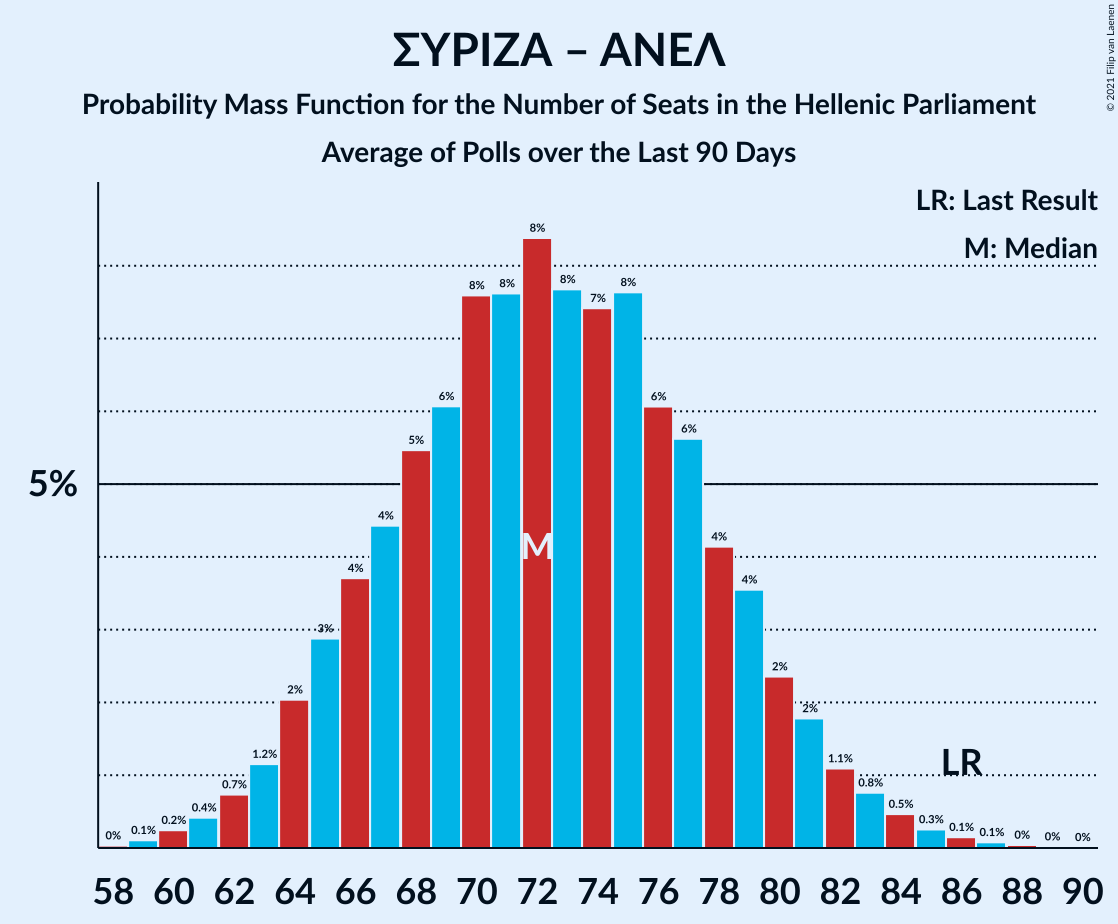 ΣΥΡΙΖΑ – ΑΝΕΛ
Probability Mass Function for the Number of Seats in the Hellenic Parliament
Average of Polls over the Last 90 Days
© 2021 Filip van Laenen
LR: Last Result
M: Median
5%
0% 0.1% 0.2% 0.4% 0.7% 1.2% 2% 3% 4% 4% 5% 6% 8% 8% 8% 8% 7% 8% 6% 6% 4% 4% 2% 2% 1.1% 0.8% 0.5% 0.3% 0.1% 0.1% 0% 0% 0%
M
LR
58 60 62 64 66 68 70 72 74 76 78 80 82 84 86 88 90